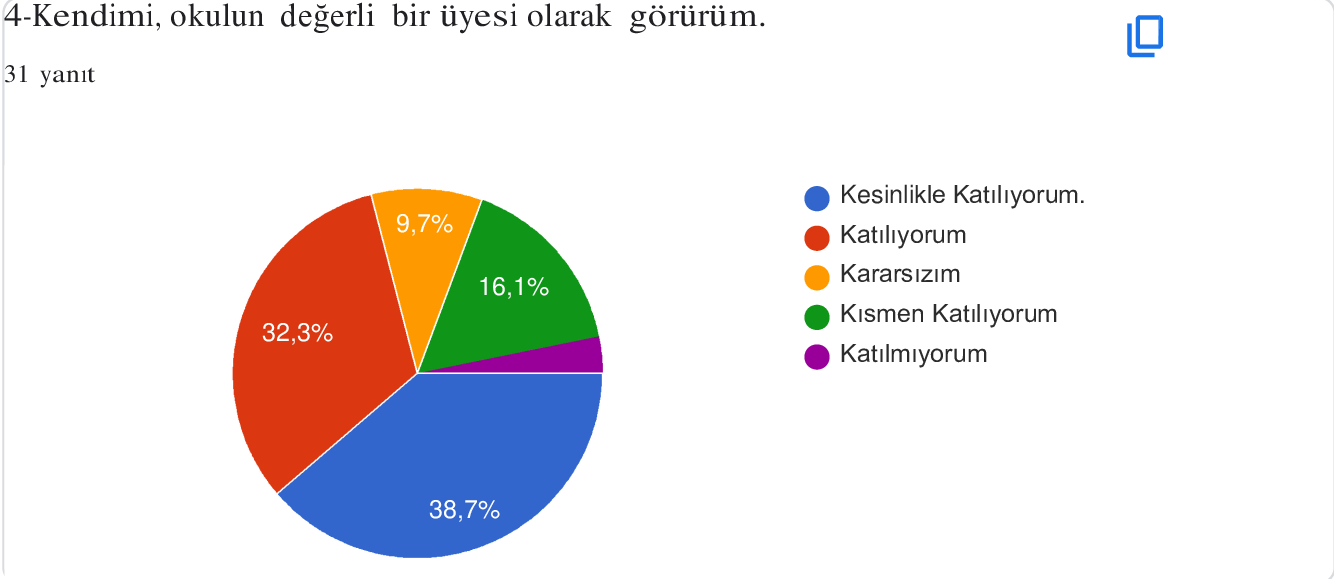 4-Kendimi, okulun değerli bir üyesi olarak görürüm.
31 yanıt
9,7%
16,1%
32,3%
38,7%
Kesinlikle Katılıyorum.
Katılıyorum
Kararsızım
Kısmen Katılıyorum
Katılmıyorum